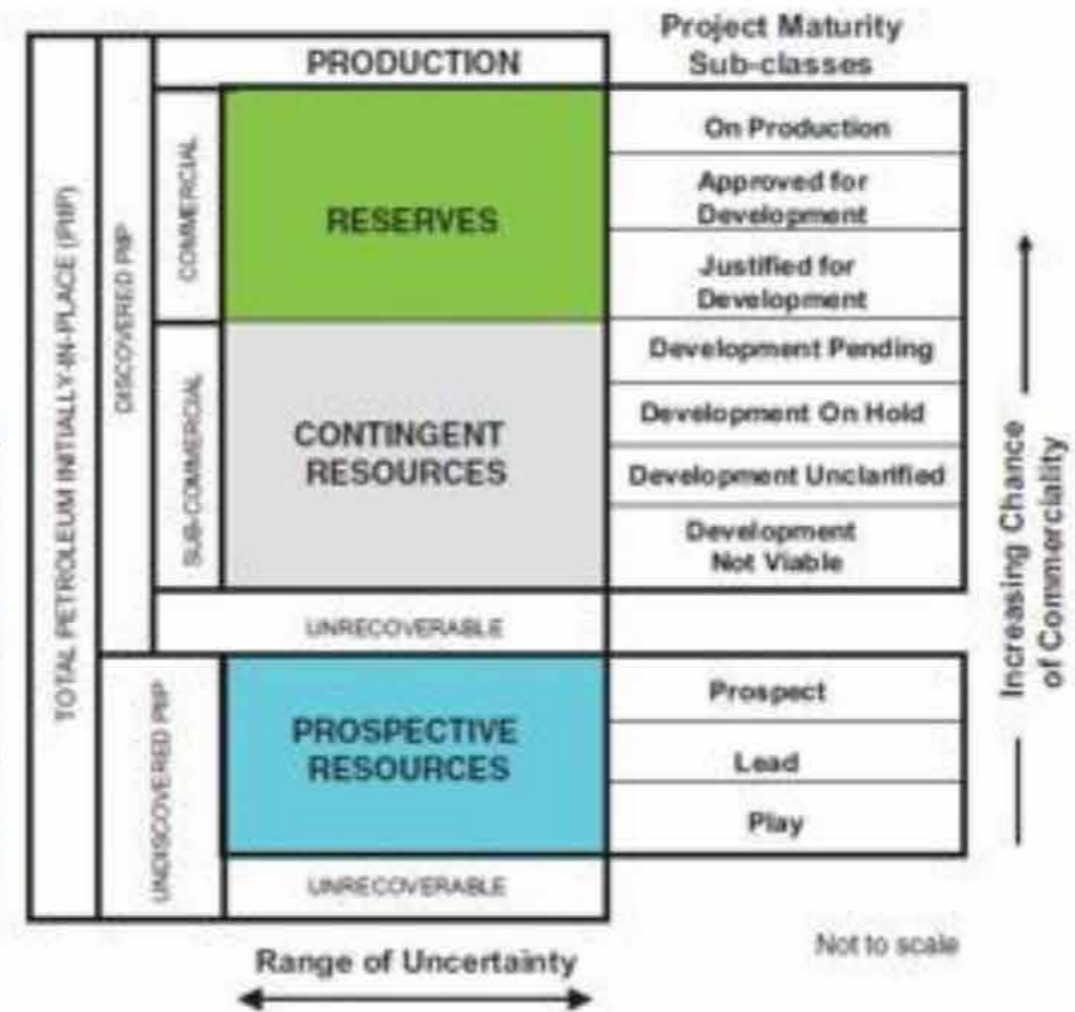 Project Maturity
Sub-classes
PRODUCTION
TOTAL PETROLEUM INITIALLY-IN-PLACE (PIIP)
DISCOVERED PIIP
COMMERCIAL
RESERVES
On Production
Approved for
Development
Justified for
Development
SUB-COMMERCIAL
CONTINGENT
RESOURCES
Development Pending
Development On Hold
Development Unclarified
Development
Not Viable
UNRECOVERABLE
UNDISCOVERED PIIP
PROSPECTIVE
RESOURCES
Prospect
Lead
Play
UNRECOVERABLE
Increasing Chance
of Commerciality
Range of Uncertainty
Not to scale